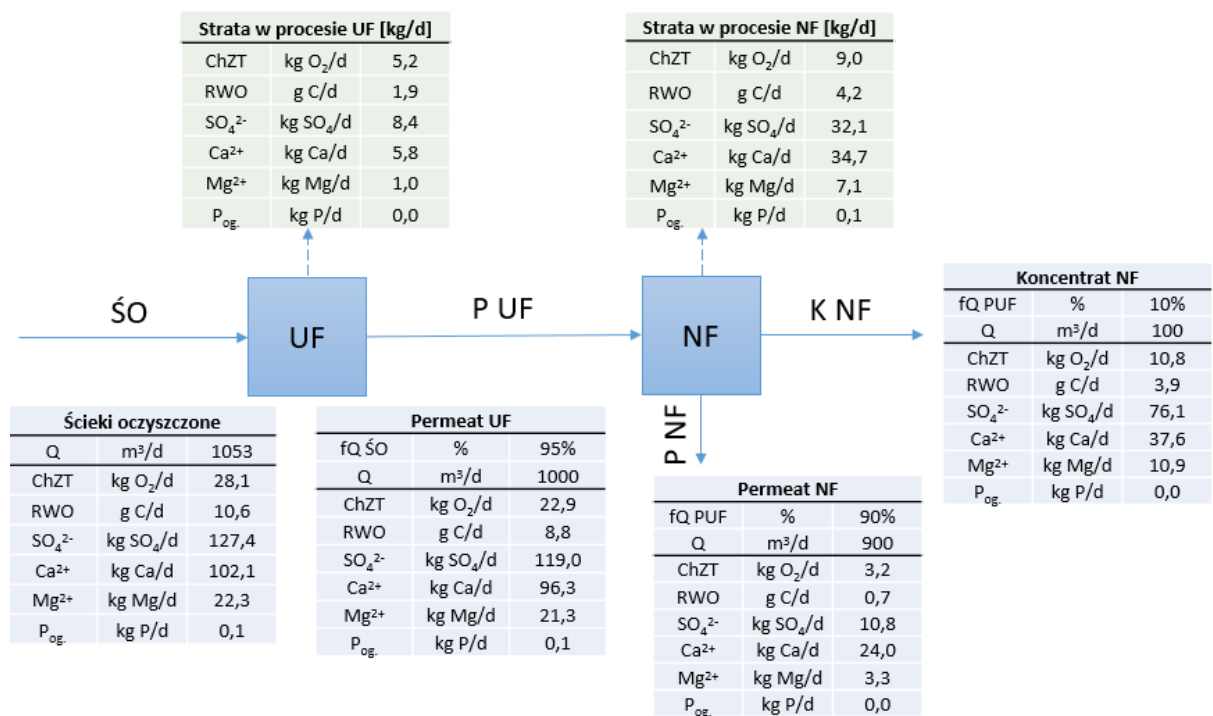 Strata w procesie UF [kg/d]
ChZT kg O₂/d 5,2
RWO g C/d 1,9
SO₄²⁻ kg SO₄/d 8,4
Ca²⁺ kg Ca/d 5,8
Mg²⁺ kg Mg/d 1,0
Pog. kg P/d 0,0
Strata w procesie NF [kg/d]
ChZT kg O₂/d 9,0
RWO g C/d 4,2
SO₄²⁻ kg SO₄/d 32,1
Ca²⁺ kg Ca/d 34,7
Mg²⁺ kg Mg/d 7,1
Pog. kg P/d 0,1
ŚO
UF
P UF
NF
K NF
P NF
Koncentrat NF
fQ PUF % 10%
Q m³/d 100
ChZT kg O₂/d 10,8
RWO g C/d 3,9
SO₄²⁻ kg SO₄/d 76,1
Ca²⁺ kg Ca/d 37,6
Mg²⁺ kg Mg/d 10,9
Pog. kg P/d 0,0
Ścieki oczyszczone
Q m³/d 1053
ChZT kg O₂/d 28,1
RWO g C/d 10,6
SO₄²⁻ kg SO₄/d 127,4
Ca²⁺ kg Ca/d 102,1
Mg²⁺ kg Mg/d 22,3
Pog. kg P/d 0,1
Permeat UF
fQ ŚO % 95%
Q m³/d 1000
ChZT kg O₂/d 22,9
RWO g C/d 8,8
SO₄²⁻ kg SO₄/d 119,0
Ca²⁺ kg Ca/d 96,3
Mg²⁺ kg Mg/d 21,3
Pog. kg P/d 0,1
Permeat NF
fQ PUF % 90%
Q m³/d 900
ChZT kg O₂/d 3,2
RWO g C/d 0,7
SO₄²⁻ kg SO₄/d 10,8
Ca²⁺ kg Ca/d 24,0
Mg²⁺ kg Mg/d 3,3
Pog. kg P/d 0,0